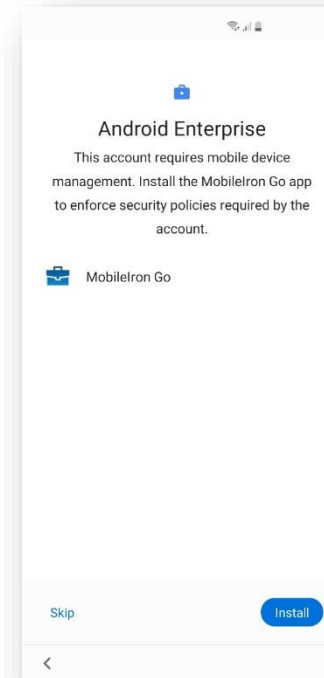 Android Enterprise
This account requires mobile device
management. Install the MobileIron Go app
to enforce security policies required by the
account.
MobileIron Go
Skip
Install